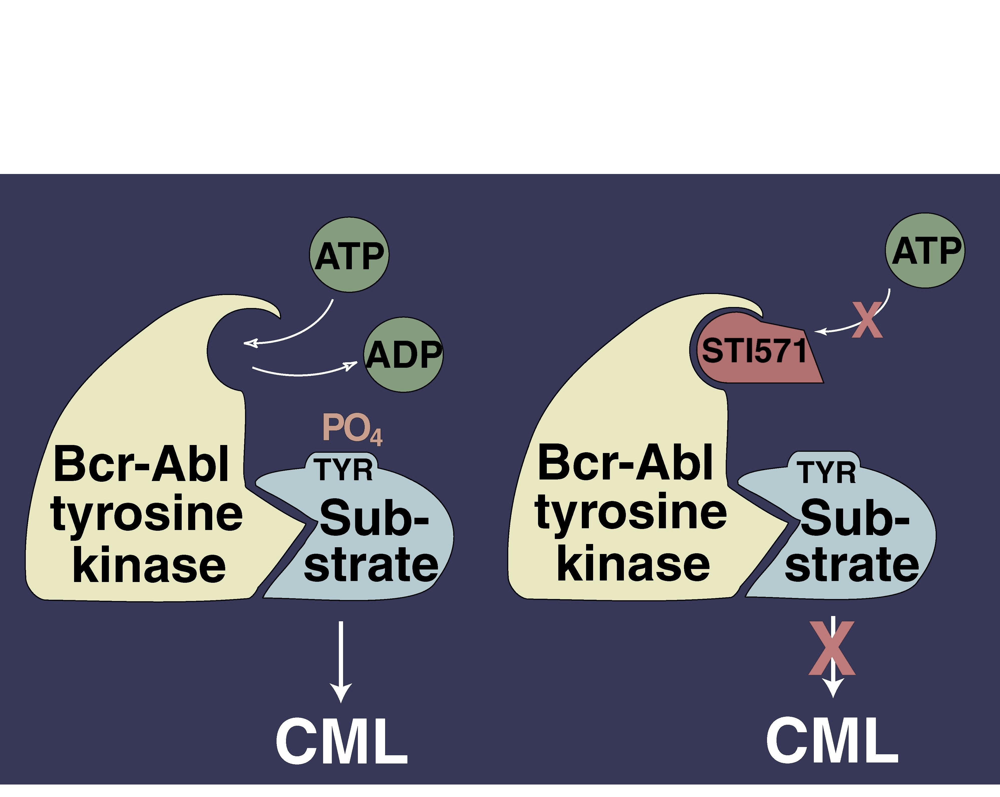 ATP
ADP
PO4
Bcr-Abl
tyrosine
kinase
TYR
Sub-
strate
CML
ATP
X
STI571
Bcr-Abl
tyrosine
kinase
TYR
Sub-
strate
X
CML